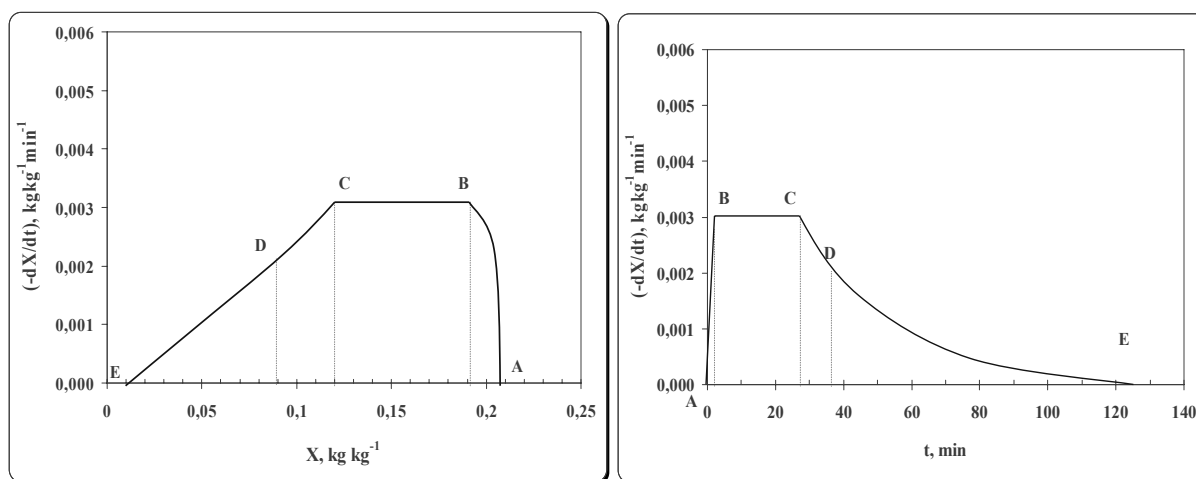 0,006
0,005
0,004
0,003
0,002
0,001
0,000
(-dX/dt), kgkg⁻¹min⁻¹
A
B
C
D
E
0
0,05
0,1
0,15
0,2
0,25
X, kg kg⁻¹
0,006
0,005
0,004
0,003
0,002
0,001
0,000
(-dX/dt), kgkg⁻¹min⁻¹
B
C
D
E
A
0
20
40
60
80
100
120
140
t, min